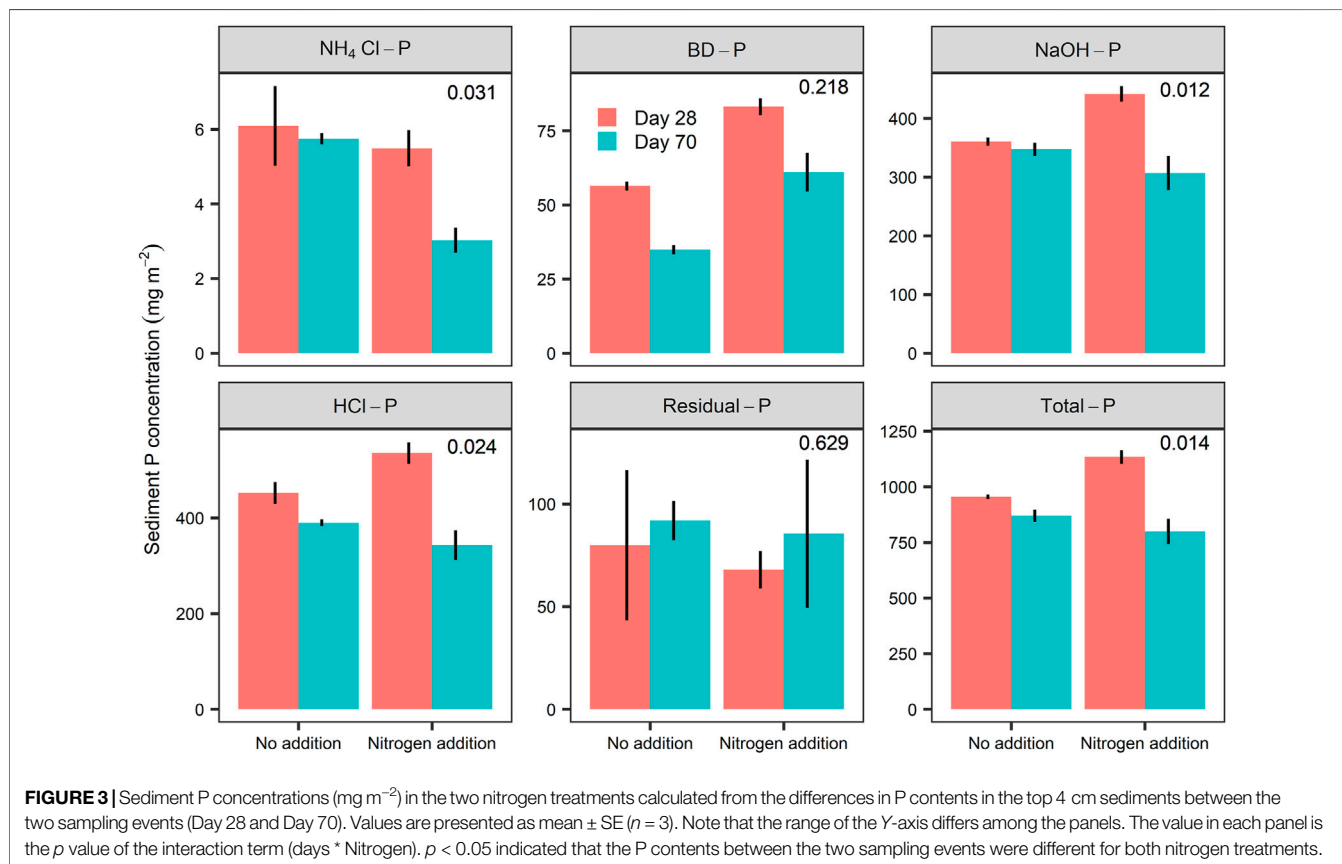 NH₄ Cl – P
BD – P
NaOH – P
0.031
0.218
0.012
Day 28
Day 70
6
4
2
0
75
50
25
0
400
300
200
100
0
Sediment P concentration (mg m⁻²)
HCl – P
Residual – P
Total – P
0.024
0.629
0.014
400
200
0
100
50
0
1250
1000
750
500
250
0
No addition Nitrogen addition
No addition Nitrogen addition
No addition Nitrogen addition
FIGURE 3 | Sediment P concentrations (mg m⁻²) in the two nitrogen treatments calculated from the differences in P contents in the top 4 cm sediments between the
two sampling events (Day 28 and Day 70). Values are presented as mean ± SE (n = 3). Note that the range of the Y-axis differs among the panels. The value in each panel is
the p value of the interaction term (days * Nitrogen). p < 0.05 indicated that the P contents between the two sampling events were different for both nitrogen treatments.